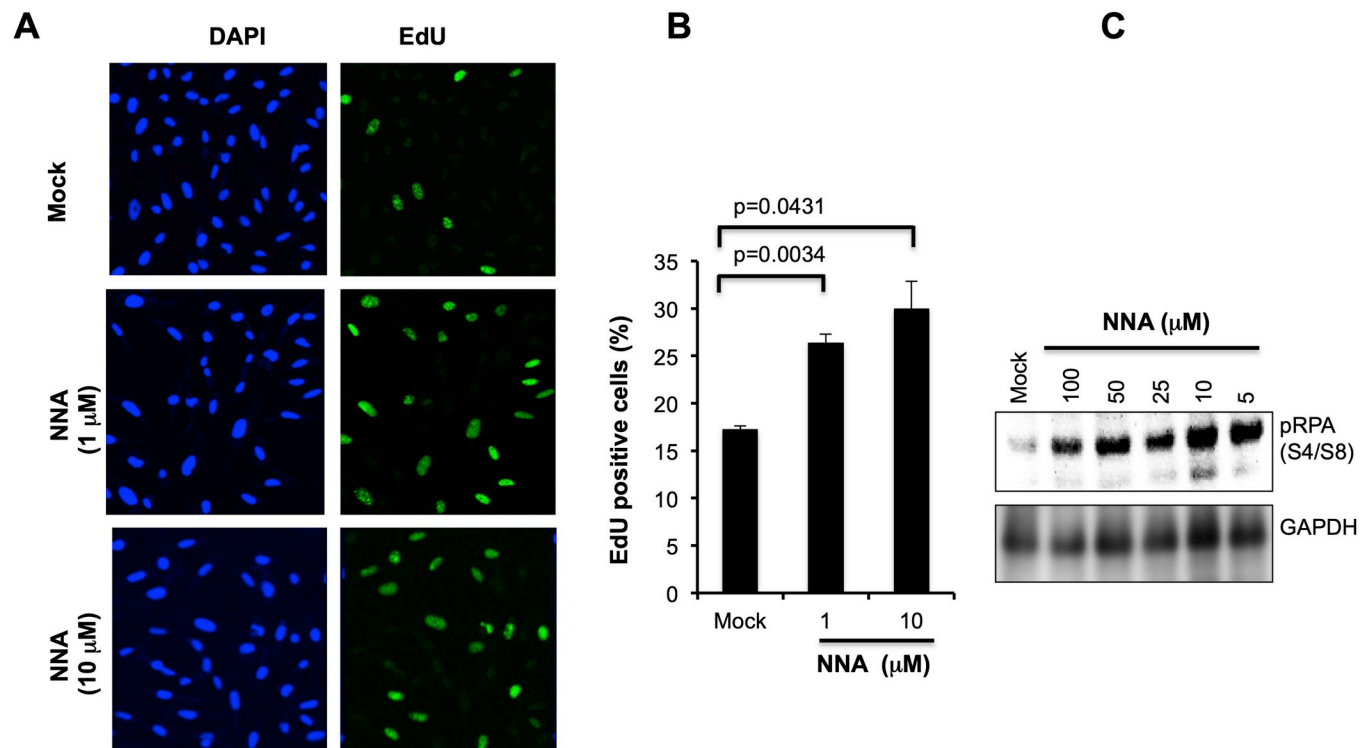 A
DAPI
EdU
Mock
NNA
(1 μM)
NNA
(10 μM)
B
p=0.0431
p=0.0034
EdU positive cells (%)
35
30
25
20
15
10
5
0
Mock
1
10
NNA (μM)
C
NNA (μM)
Mock
100
50
25
10
5
pRPA
(S4/S8)
GAPDH